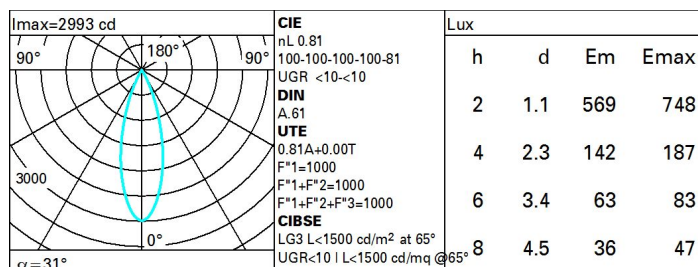 Imax=2993 cd
90° 180° 90°
3000
0°
α=31°
CIE
nL 0.81
100-100-100-100-81
UGR <10-<10
DIN
A.61
UTE
0.81A+0.00T
F"1=1000
F"1+F"2=1000
F"1+F"2+F"3=1000
CIBSE
LG3 L<1500 cd/m² at 65°
UGR<10 | L<1500 cd/mq @65°
Lux
h d Em Emax
2 1.1 569 748
4 2.3 142 187
6 3.4 63 83
8 4.5 36 47